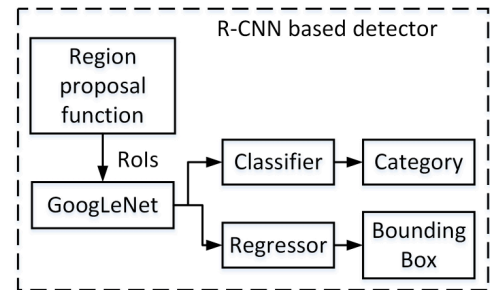 R-CNN based detector
Region
proposal
function
RoIs
GoogLeNet
Classifier
Category
Regressor
Bounding
Box